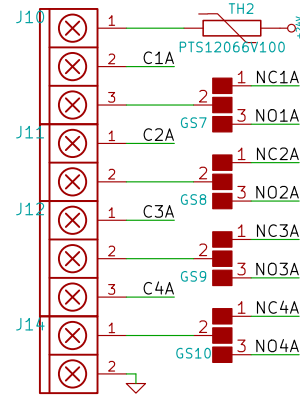 J10
TH2
1
PTS12066V100
2
C1A
1
NC1A
3
2
GS7
3
NO1A
J11
1
C2A
1
NC2A
2
2
GS8
3
NO2A
J12
1
C3A
1
NC3A
2
2
GS9
3
NO3A
3
C4A
1
NC4A
J14
1
2
GS10
3
NO4A
2